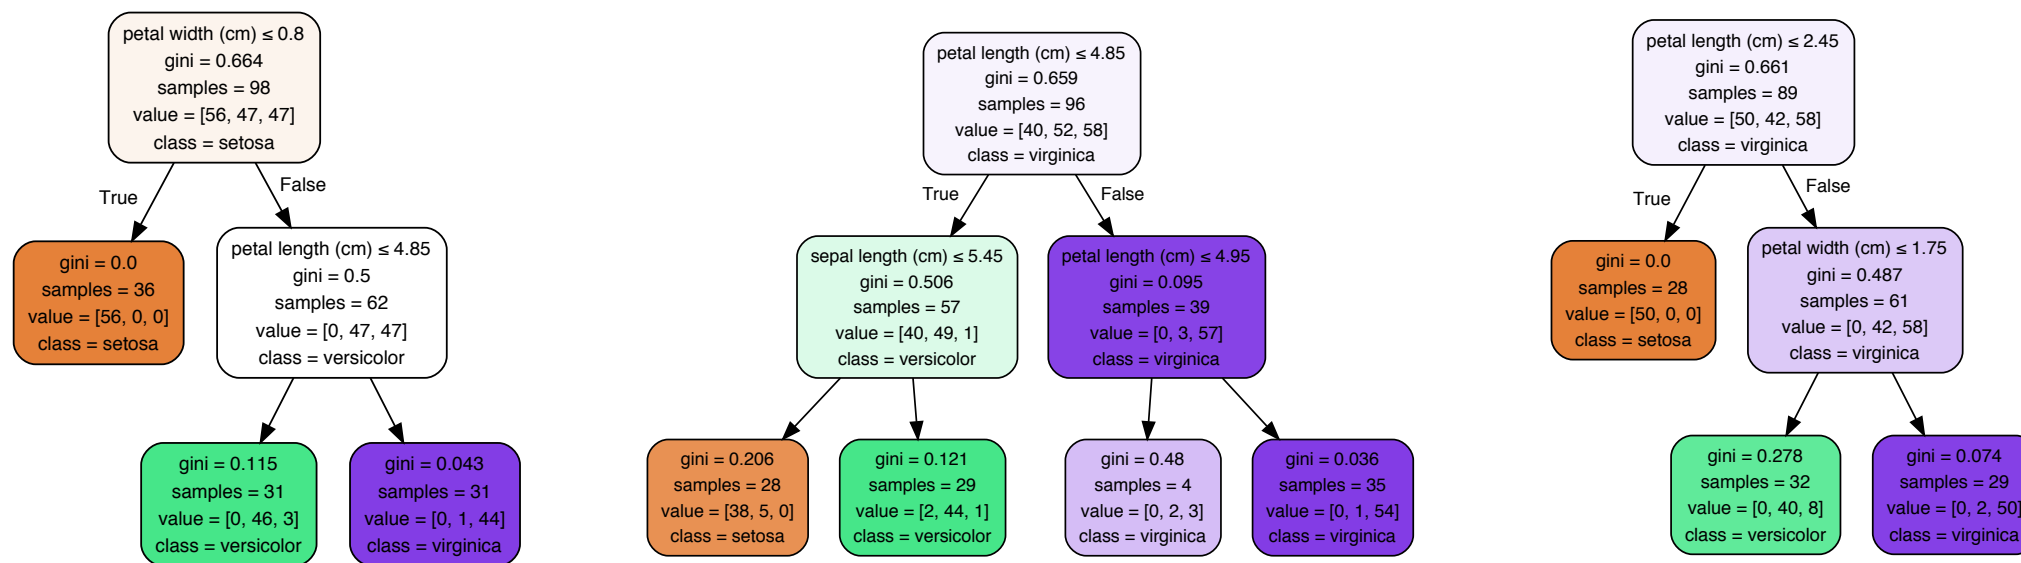 petal width (cm) ≤ 0.8
gini = 0.664
samples = 98
value = [56, 47, 47]
class = setosa
True
False
gini = 0.0
samples = 36
value = [56, 0, 0]
class = setosa
petal length (cm) ≤ 4.85
gini = 0.5
samples = 62
value = [0, 47, 47]
class = versicolor
gini = 0.115
samples = 31
value = [0, 46, 3]
class = versicolor
gini = 0.043
samples = 31
value = [0, 1, 44]
class = virginica
petal length (cm) ≤ 4.85
gini = 0.659
samples = 96
value = [40, 52, 58]
class = virginica
True
False
sepal length (cm) ≤ 5.45
gini = 0.506
samples = 57
value = [40, 49, 1]
class = versicolor
petal length (cm) ≤ 4.95
gini = 0.095
samples = 39
value = [0, 3, 57]
class = virginica
gini = 0.206
samples = 28
value = [38, 5, 0]
class = setosa
gini = 0.121
samples = 29
value = [2, 44, 1]
class = versicolor
gini = 0.48
samples = 4
value = [0, 2, 3]
class = virginica
gini = 0.036
samples = 35
value = [0, 1, 54]
class = virginica
petal length (cm) ≤ 2.45
gini = 0.661
samples = 89
value = [50, 42, 58]
class = virginica
True
False
gini = 0.0
samples = 28
value = [50, 0, 0]
class = setosa
petal width (cm) ≤ 1.75
gini = 0.487
samples = 61
value = [0, 42, 58]
class = virginica
gini = 0.278
samples = 32
value = [0, 40, 8]
class = versicolor
gini = 0.074
samples = 29
value = [0, 2, 50]
class = virginica